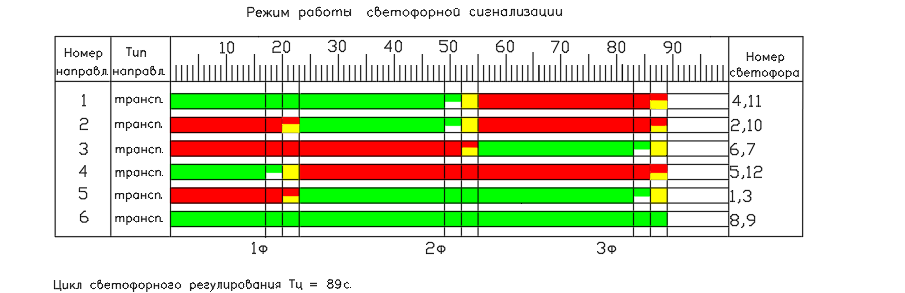 Режим работы светофорной сигнализации
Номер направл. Тип направл. 10 20 30 40 50 60 70 80 90 Номер светофора
1 трансп. 4,11
2 трансп. 2,10
3 трансп. 6,7
4 трансп. 5,12
5 трансп. 1,3
6 трансп. 8,9
1Ф 2Ф 3Ф
Цикл светофорного регулирования Тц = 89с.